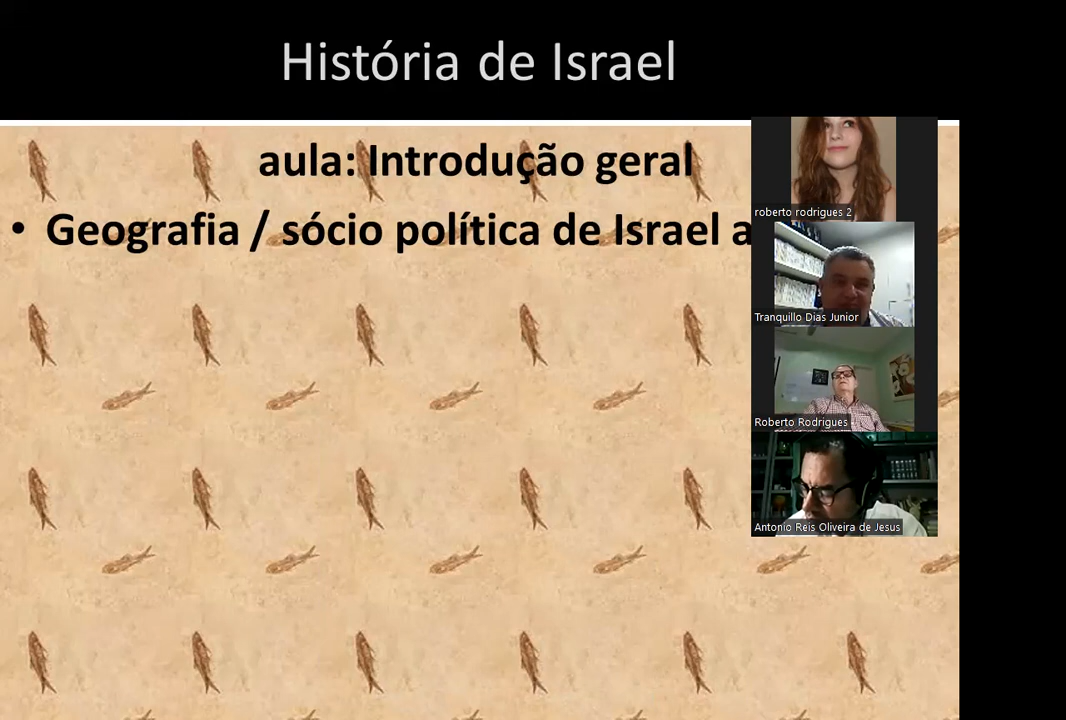 História de Israel
aula: Introdução geral
• Geografia / sócio política de Israel a
roberto rodrigues 2
Tranquillo Dias Junior
Roberto Rodrigues
Antonio Reis Oliveira de Jesus